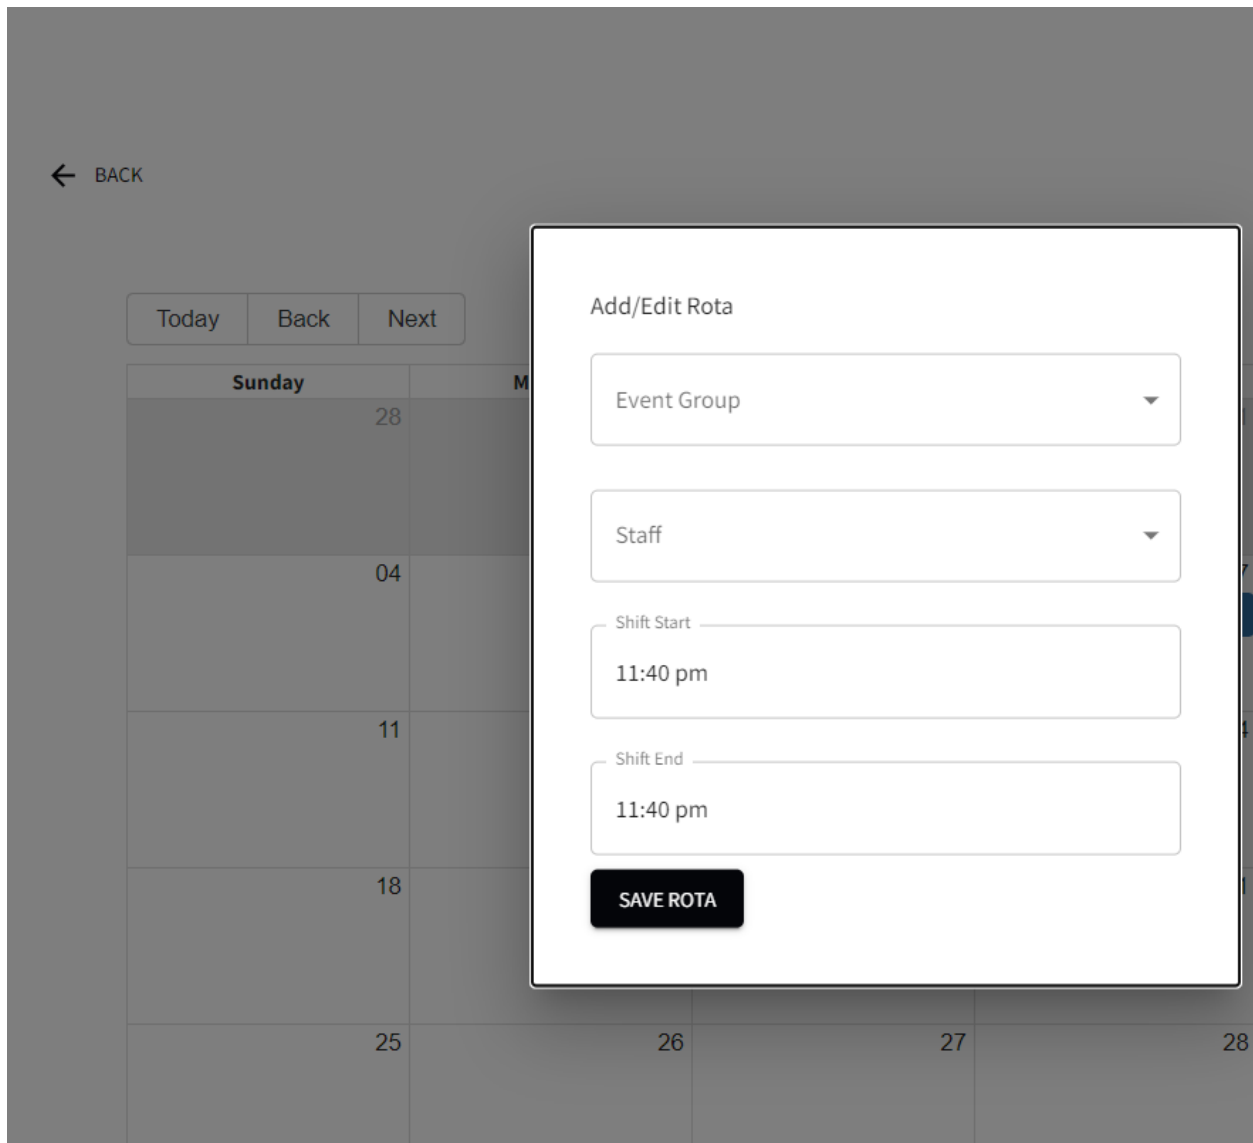 BACK
Today Back Next
Sunday
28
04
11
18
25 26 27 28
Add/Edit Rota
Event Group
Staff
Shift Start
11:40 pm
Shift End
11:40 pm
SAVE ROTA